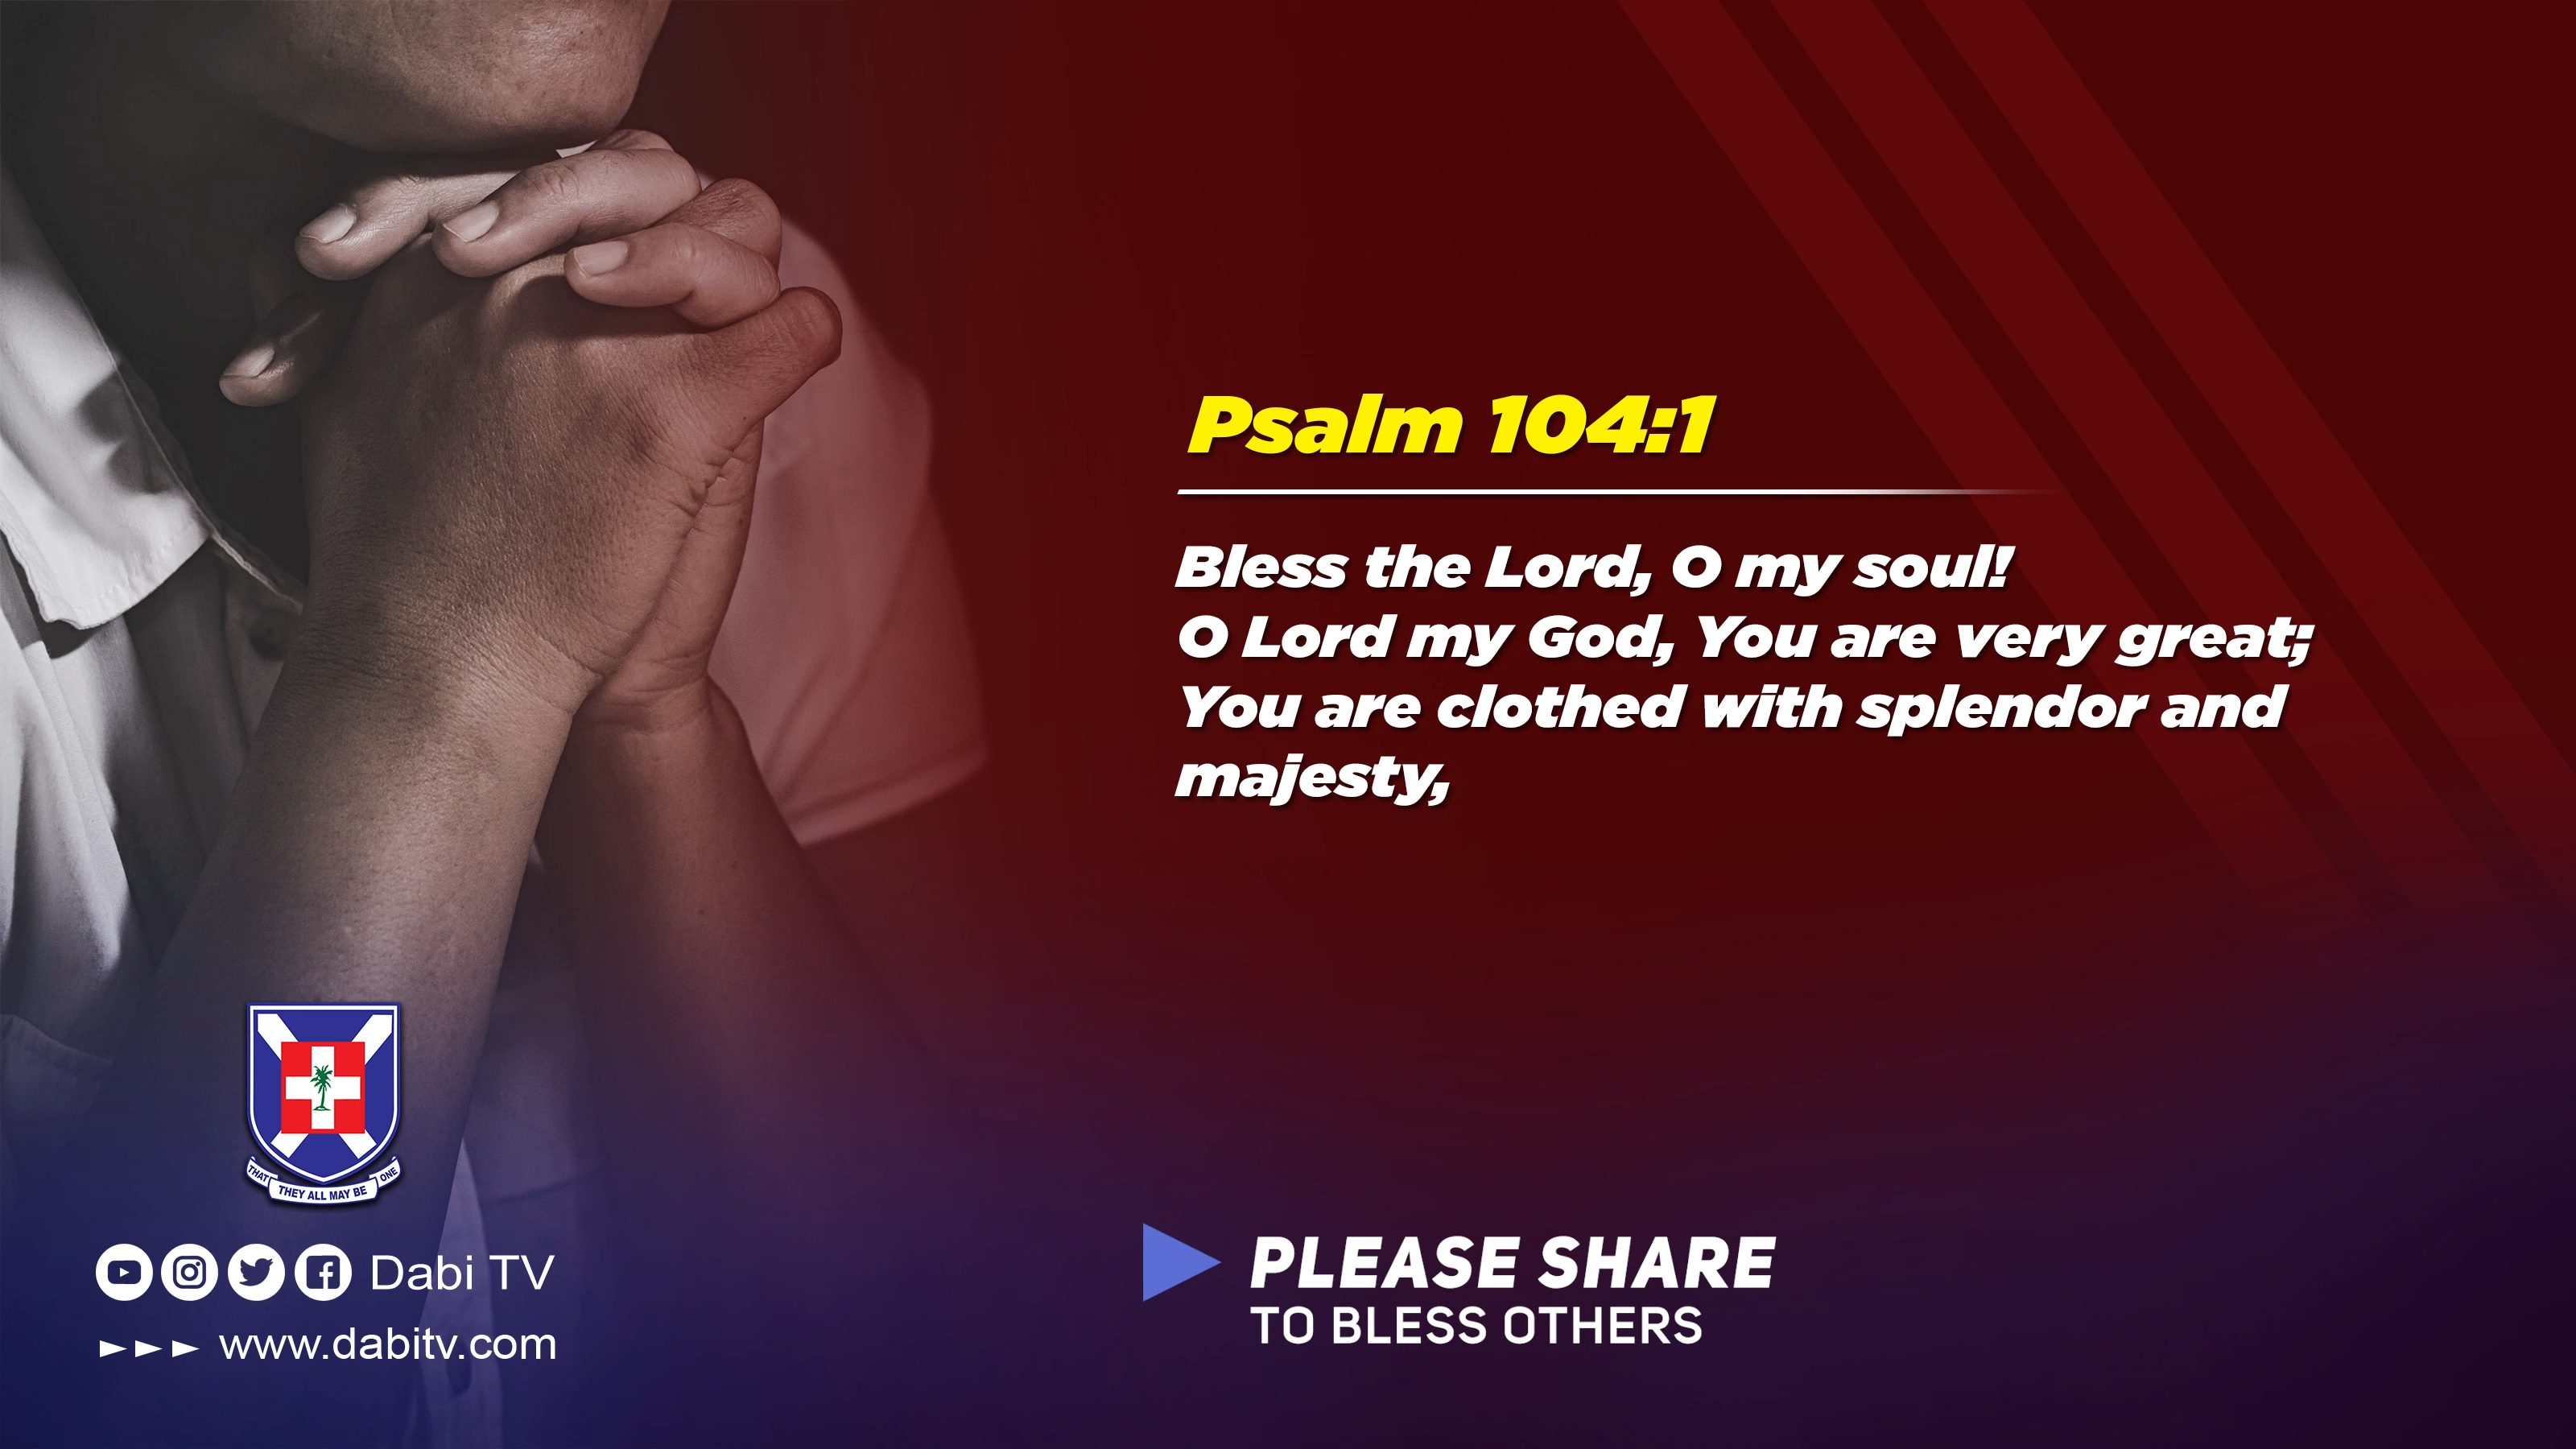 Psalm 104:1
Bless the Lord, O my soul!
O Lord my God, You are very great;
You are clothed with splendor and
majesty,
THAT THEY ALL MAY BE ONE
Dabi TV
www.dabitv.com
PLEASE SHARE
TO BLESS OTHERS